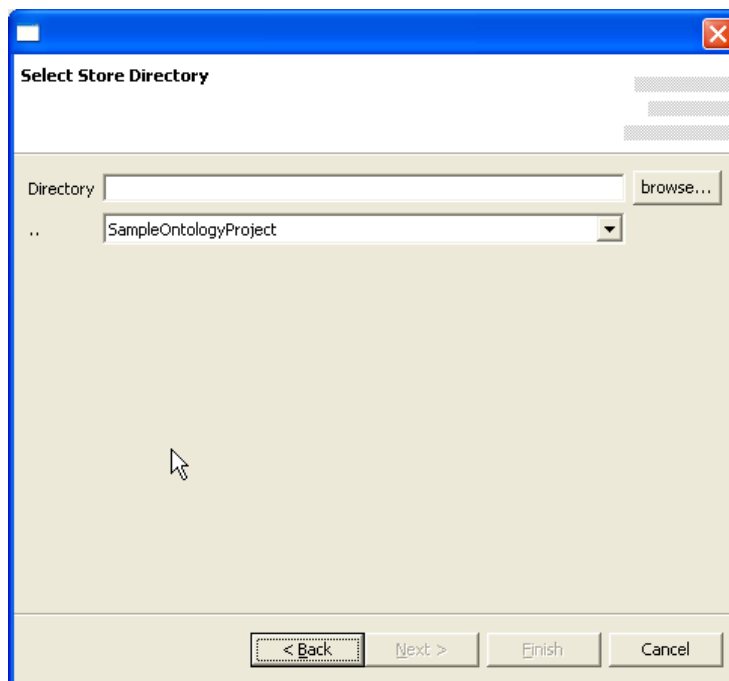 Select Store Directory
Directory browse...
.. SampleOntologyProject
< Back Next > Finish Cancel